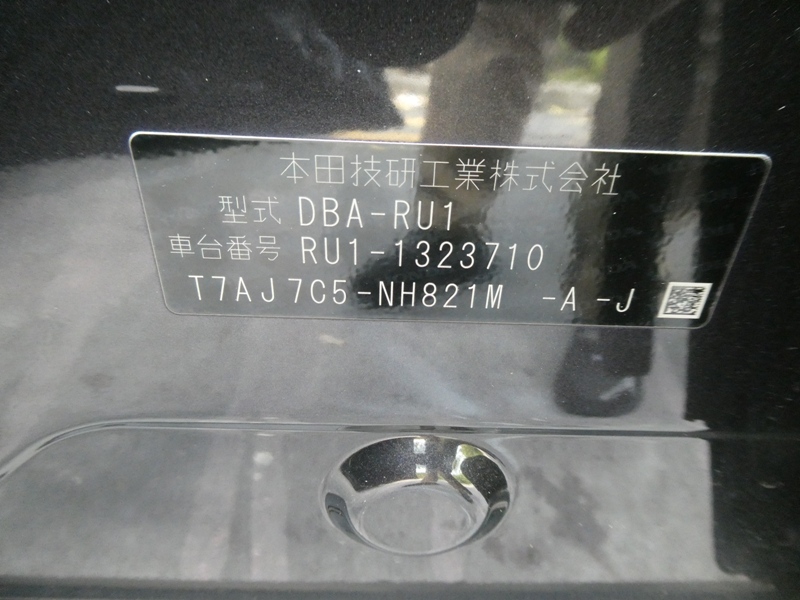 本田技研工業株式会社
型式 DBA-RU1
車台番号 RU1-1323710
T7AJ7C5-NH821M -A -J